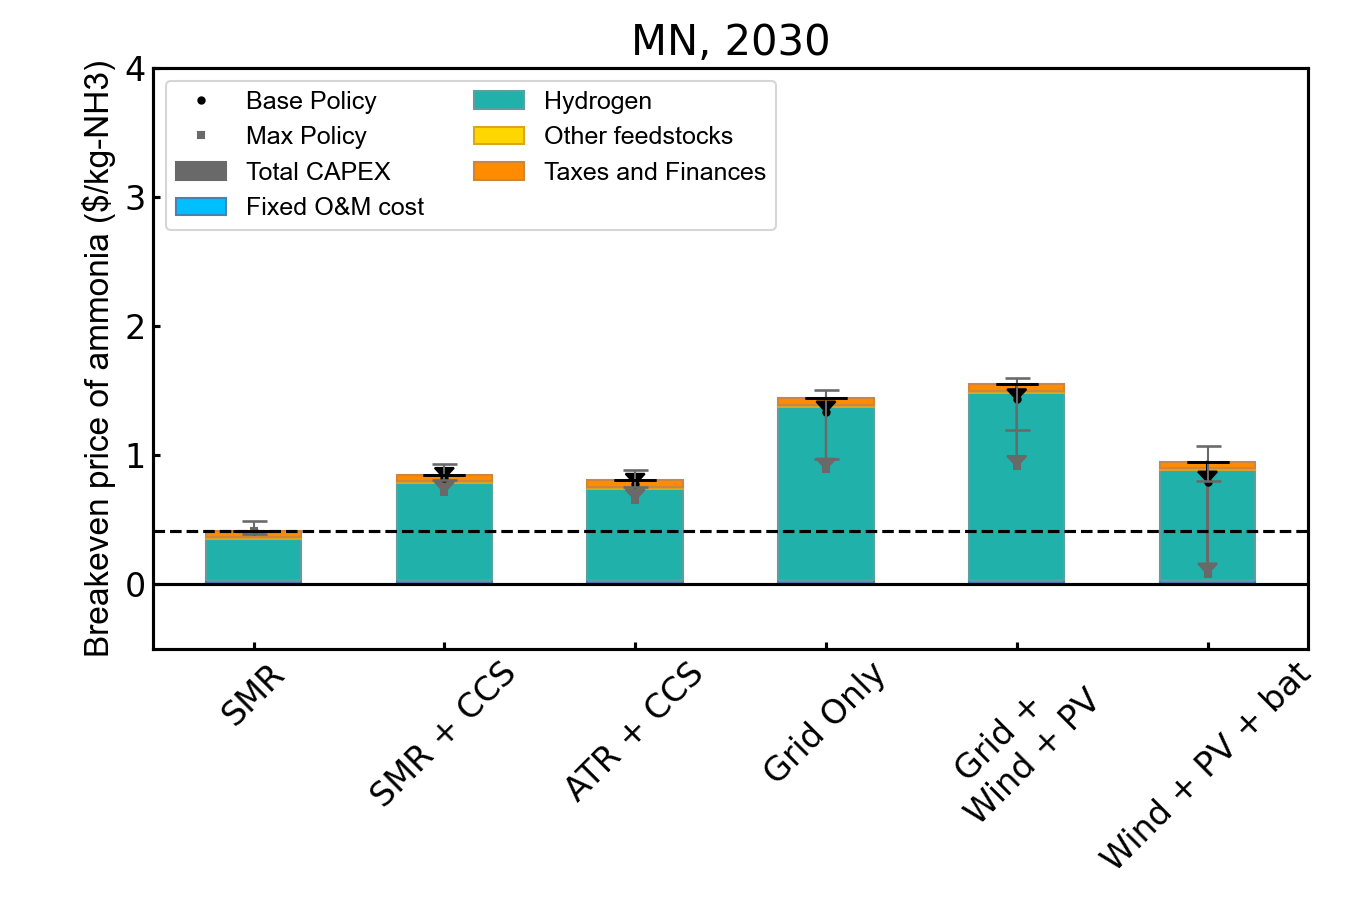 MN, 2030
Breakeven price of ammonia ($/kg-NH3)
4
3
2
1
0
Base Policy
Max Policy
Total CAPEX
Fixed O&M cost
Hydrogen
Other feedstocks
Taxes and Finances
SMR
SMR + CCS
ATR + CCS
Grid Only
Grid +
Wind + PV
Wind + PV + bat